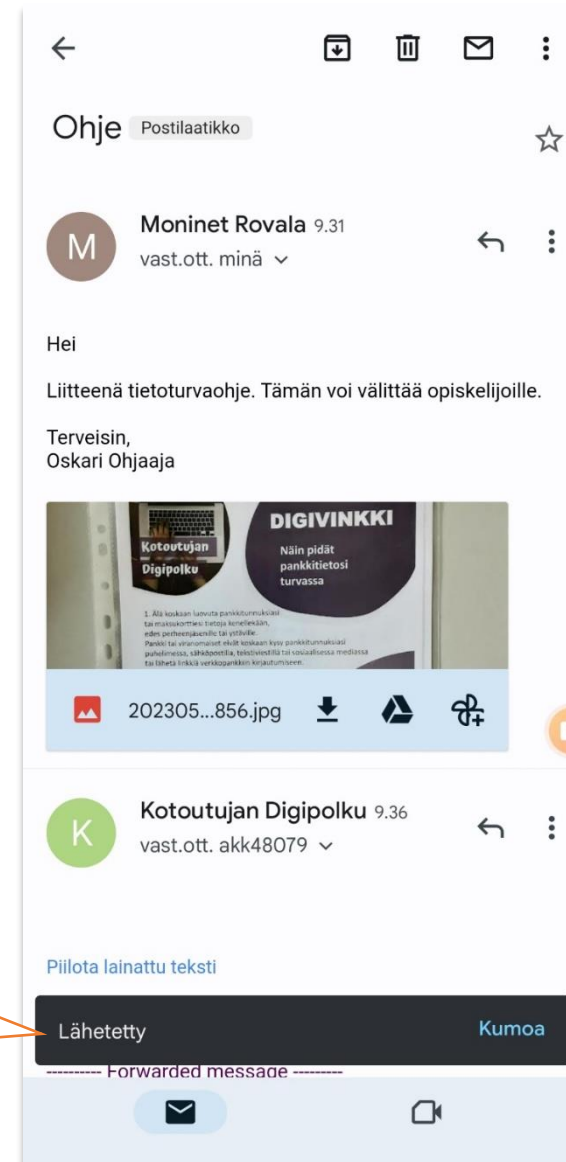 Ohje Postilaatikko
M
Moninet Rovala 9.31
vast.ott. minä
Hei
Liitteenä tietoturvaohje. Tämän voi välittää opiskelijoille.
Terveisin,
Oskari Ohjaaja
Kotoutujan
Digipolku
DIGIVINKKI
Näin pidät
pankkitietosi
turvassa
1. Älä koskaan luovuta pankkitunnuksiasi
tai maksukorttiesi tietoja kenellekään,
edes perheenjäsenille tai ystäville.
Pankki tai viranomaiset eivät koskaan kysy pankkitunnuksiasi
puhelimessa, sähköpostilla, tekstiviestillä tai sosiaalisessa mediassa
tai lähetä linkkiä verkkopankkiin kirjautumiseen.
202305...856.jpg
K
Kotoutujan Digipolku 9.36
vast.ott. akk48079
Piilota lainattu teksti
Lähetetty Kumoa
---------- Forwarded message ---------